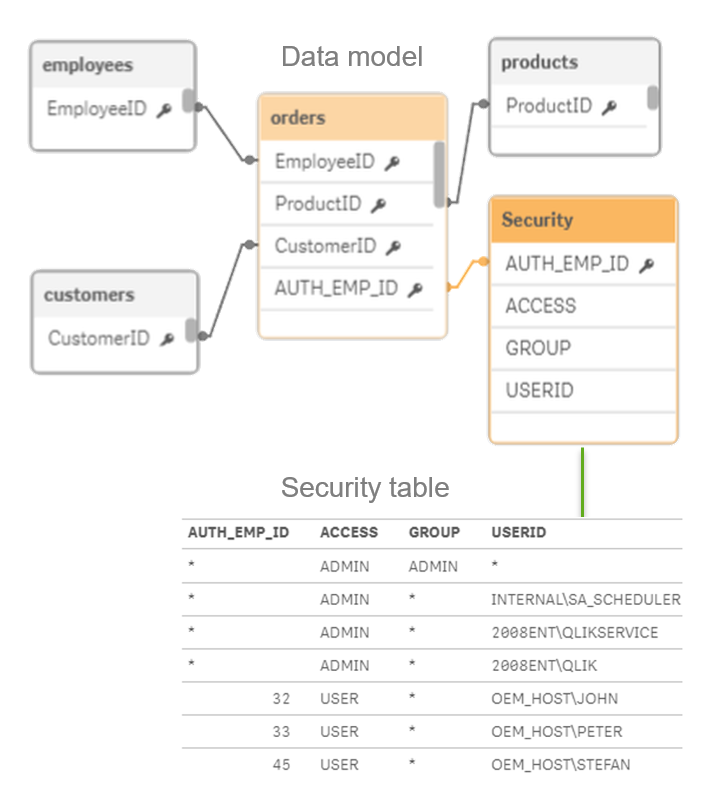 Data model
employees
EmployeeID
orders
EmployeeID
ProductID
CustomerID
AUTH_EMP_ID
products
ProductID
customers
CustomerID
Security
AUTH_EMP_ID
ACCESS
GROUP
USERID
Security table
AUTH_EMP_ID ACCESS GROUP USERID
* ADMIN ADMIN *
* ADMIN * INTERNAL\SA_SCHEDULER
* ADMIN * 2008ENT\QLIKSERVICE
* ADMIN * 2008ENT\QLIK
32 USER * OEM_HOST\JOHN
33 USER * OEM_HOST\PETER
45 USER * OEM_HOST\STEFAN